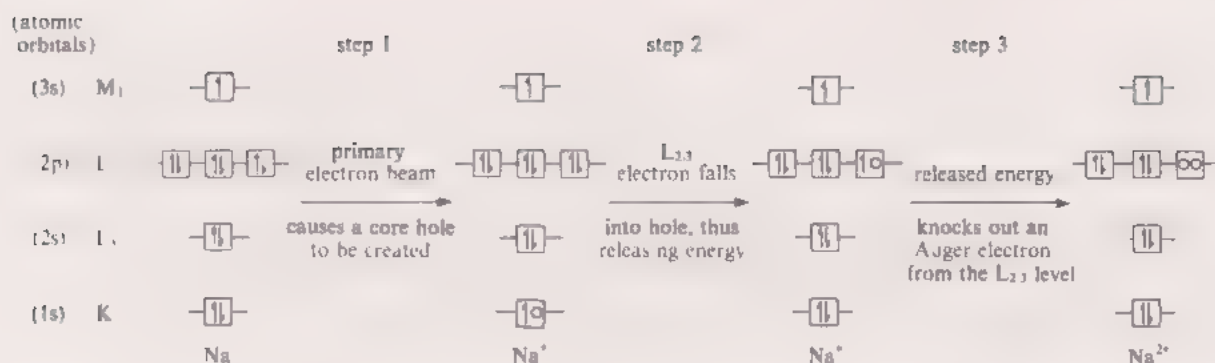 (atomic
orbitals)
step 1
step 2
step 3
(3s) M₁
2p) L
primary
electron beam
causes a core hole
to be created
L₂,₃
electron falls
into hole, thus
releas ng energy
released energy
knocks out an
Auger electron
from the L₂,₃ level
(2s)
(1s) K
Na
Na⁺
Na⁺
Na²⁺